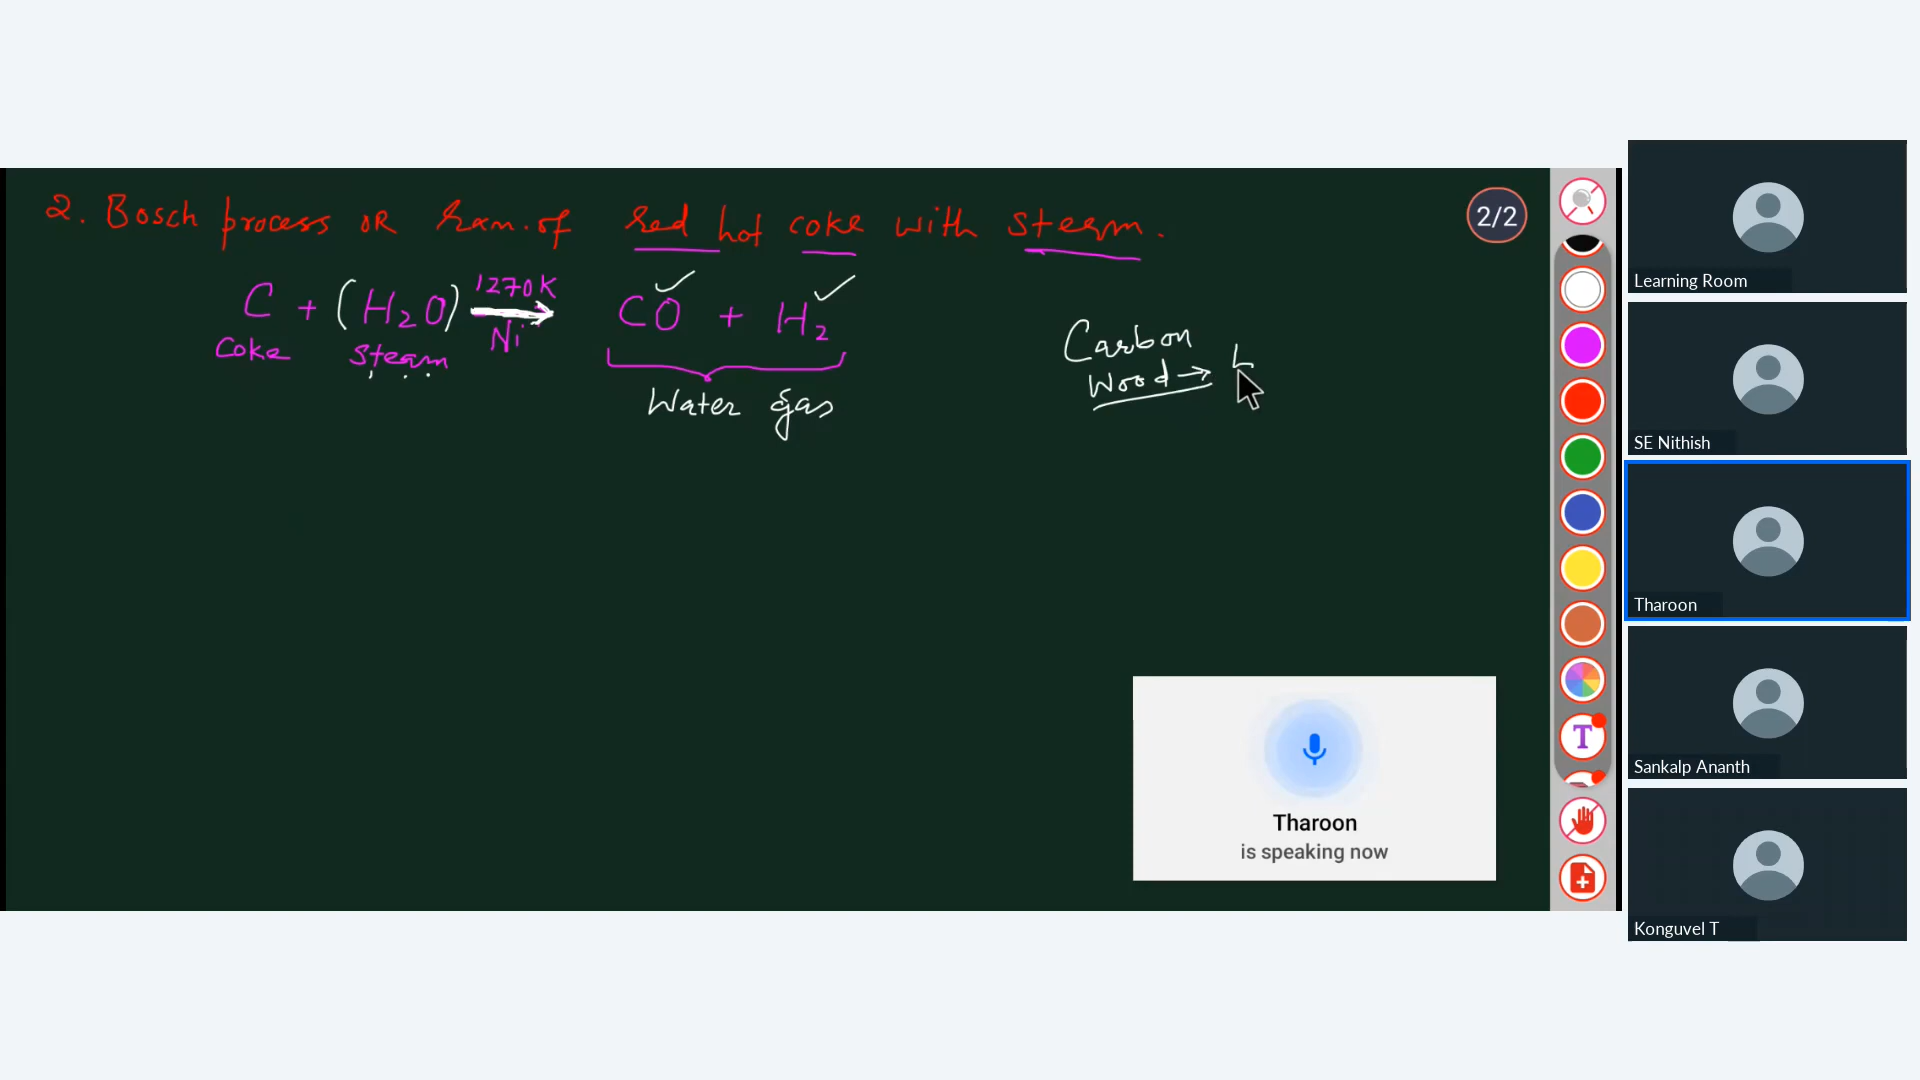 2. Bosch process OR rxn. of red hot coke with steam.
2/2
C + (H2O) 1270K Ni CO + H2
Coke steam
Water gas
Carbon
Wood → L
T
Tharoon
is speaking now
Learning Room
SE Nithish
Tharoon
Sankalp Ananth
Konguvel T